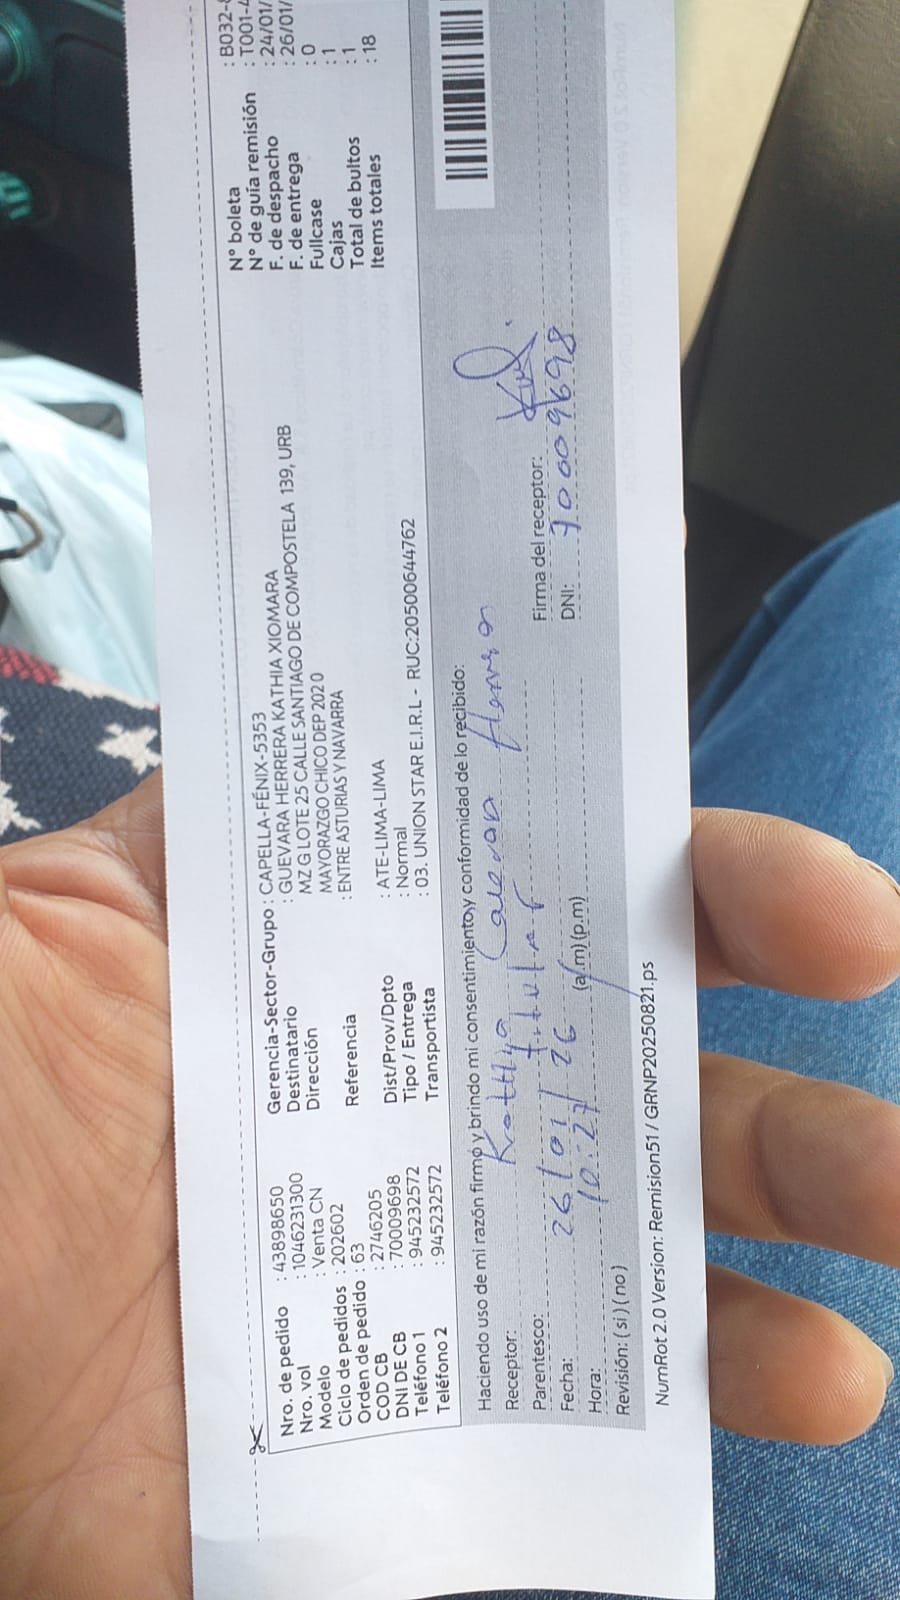 Nro. de pedido : 43898650
Nro. vol : 1046231300
Modelo : Venta CN
Ciclo de pedidos : 202602
Orden de pedido : 63
COD CB : 2746205
DNI DE CB : 70009698
Teléfono 1 : 945232572
Teléfono 2 : 945232572
Gerencia-Sector-Grupo : CAPELLA-FÉNIX-5353
Destinatario : GUEVARA HERRERA KATHIA XIOMARA
Dirección MZ G LOTE 25 CALLE SANTIAGO DE COMPOSTELA 139, URB
MAYORAZGO CHICO DEP 202 0
Referencia : ENTRE ASTURIAS Y NAVARRA
Dist/Prov/Dpto : ATE-LIMA-LIMA
Tipo / Entrega : Normal
Transportista : 03. UNION STAR E.I.R.L - RUC:20500644762
N° boleta : B032-
N° de guía remisión : T001-4
F. de despacho : 24/01/
F. de entrega : 26/01/
Fullcase : 0
Cajas : 1
Total de bultos : 1
Items totales : 18
Haciendo uso de mi razón firmo y brindo mi consentimiento, y conformidad de lo recibido:
Receptor:
Parentesco: titular
Fecha: 26/01/26
Hora: 10:27 (a.m) (p.m)
Revisión: ( si ) ( no )
Firma del receptor:
DNI: 70009698
NumRot 2.0 Version: Remision51 / GRNP20250821.ps